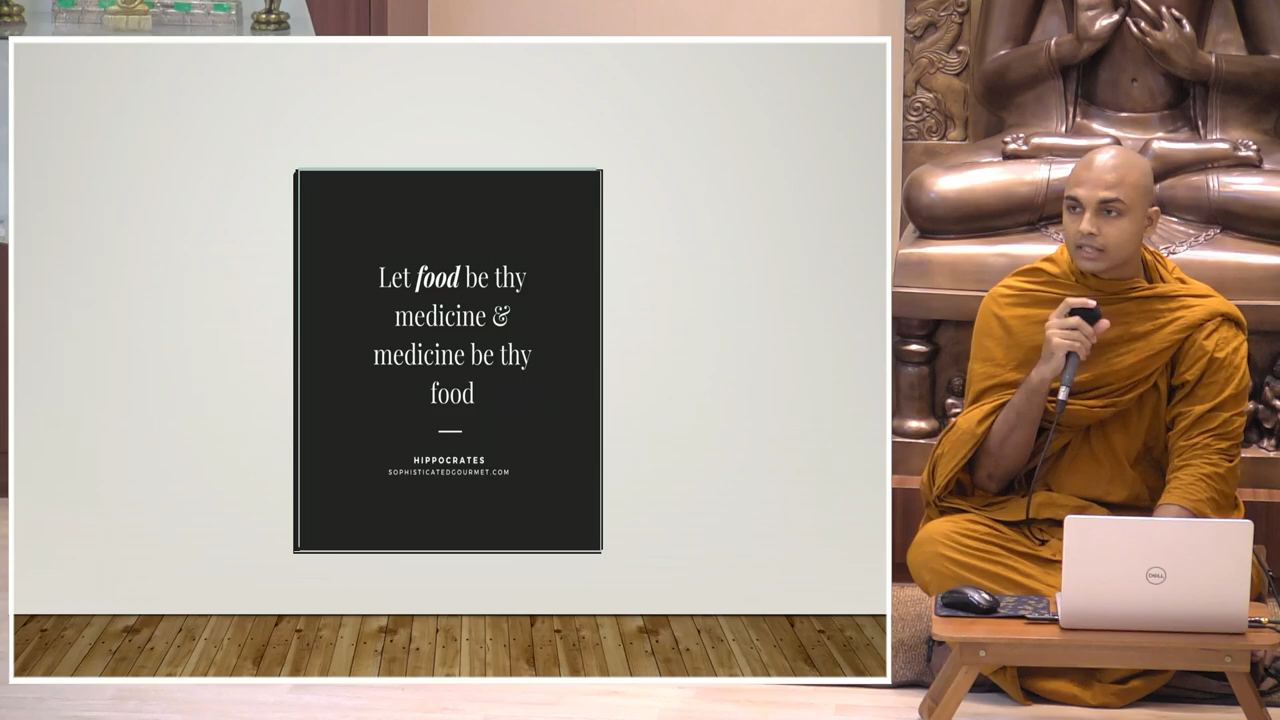 Let food be thy
medicine &
medicine be thy
food
HIPPOCRATES
SOPHISTICATEDGOURMET.COM
DELL